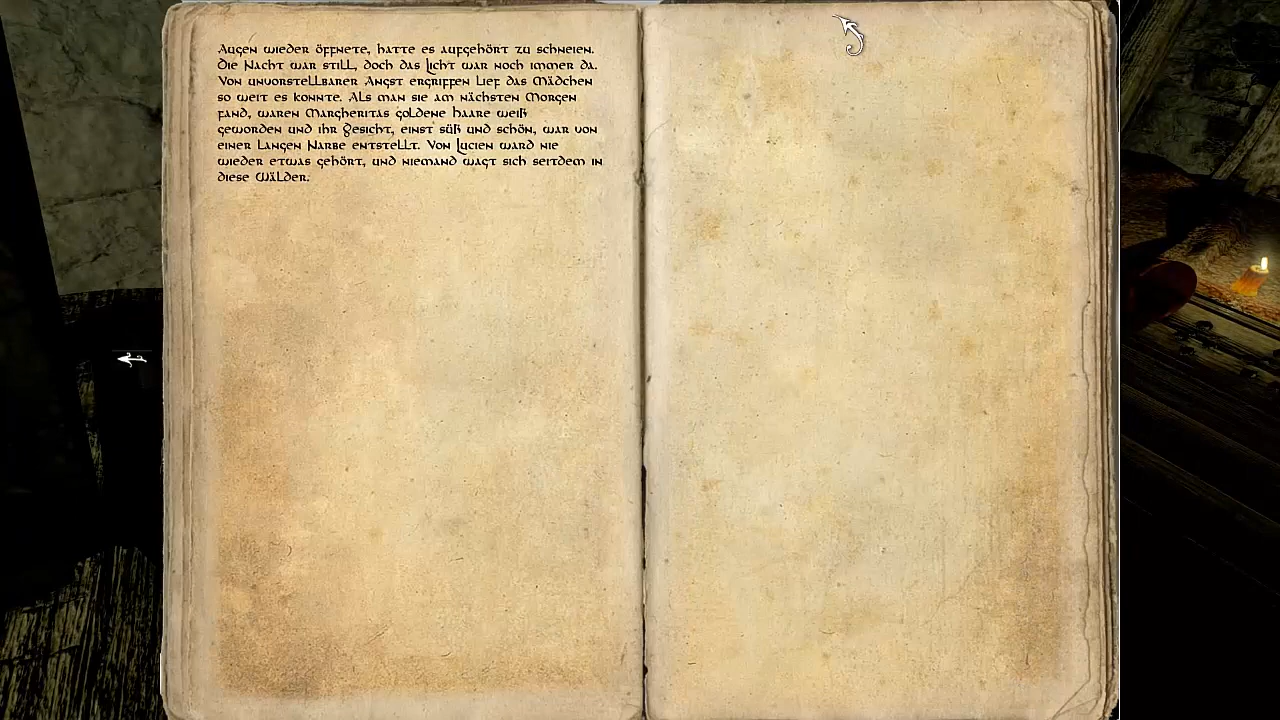 Augen wieder öffnete, hatte es aufgehört zu schneien.
Die Nacht war still, doch das Licht war noch immer da.
Von unvorstellbarer Angst ergriffen lief das Mädchen
so weit es konnte. Als man sie am nächsten Morgen
fand, waren Margheritas goldene Haare weiß
geworden und ihr Gesicht, einst süß und schön, war von
einer langen Narbe entstellt. Von Lucien ward nie
wieder etwas gehört, und niemand wagt sich seitdem in
diese Wälder.